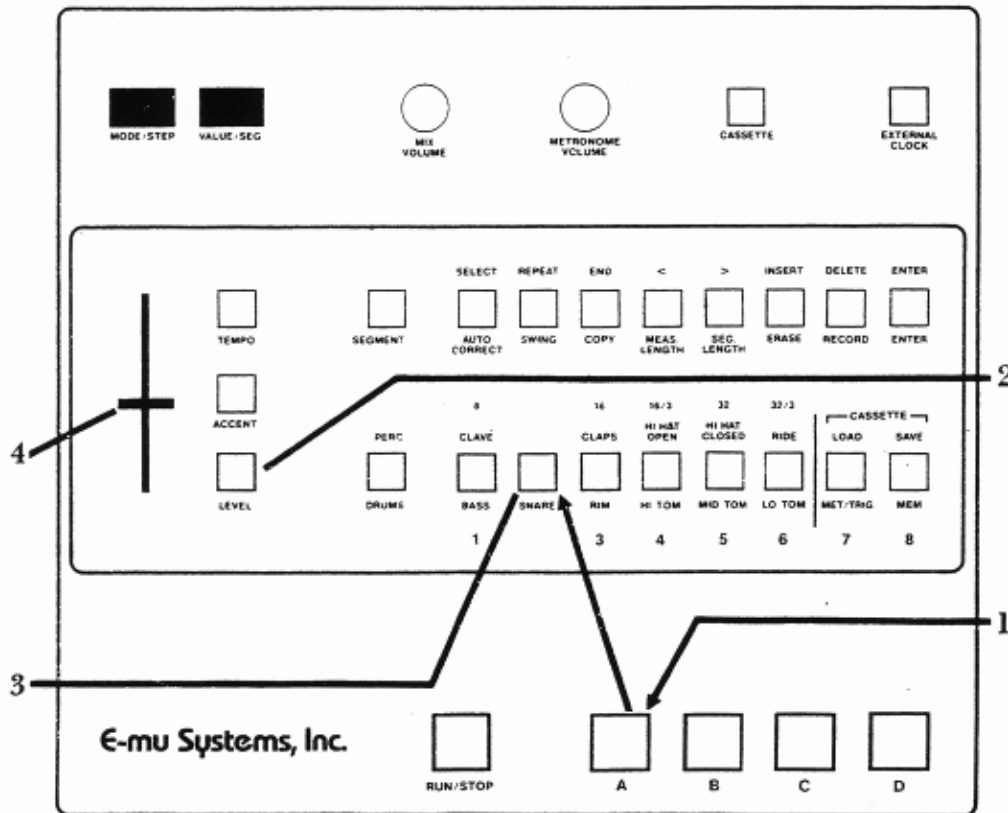 MODE/STEP VALUE/SEG MIX VOLUME METRONOME VOLUME CASSETTE EXTERNAL CLOCK
SELECT REPEAT END < > INSERT DELETE ENTER
TEMPO SEGMENT AUTO CORRECT SWING COPY MEAS. LENGTH SEG. LENGTH ERASE RECORD ENTER
2
8 16 16/3 32 32/3 CASSETTE
ACCENT PERC CLAVE CLAPS HI HAT OPEN HI HAT CLOSED RIDE LOAD SAVE
4
LEVEL DRUMS BASS SNARE RIM HI TOM MID TOM LO TOM MET/TRIG MEM
1 3 4 5 6 7 8
1
3
E-mu Systems, Inc.
RUN/STOP A B C D